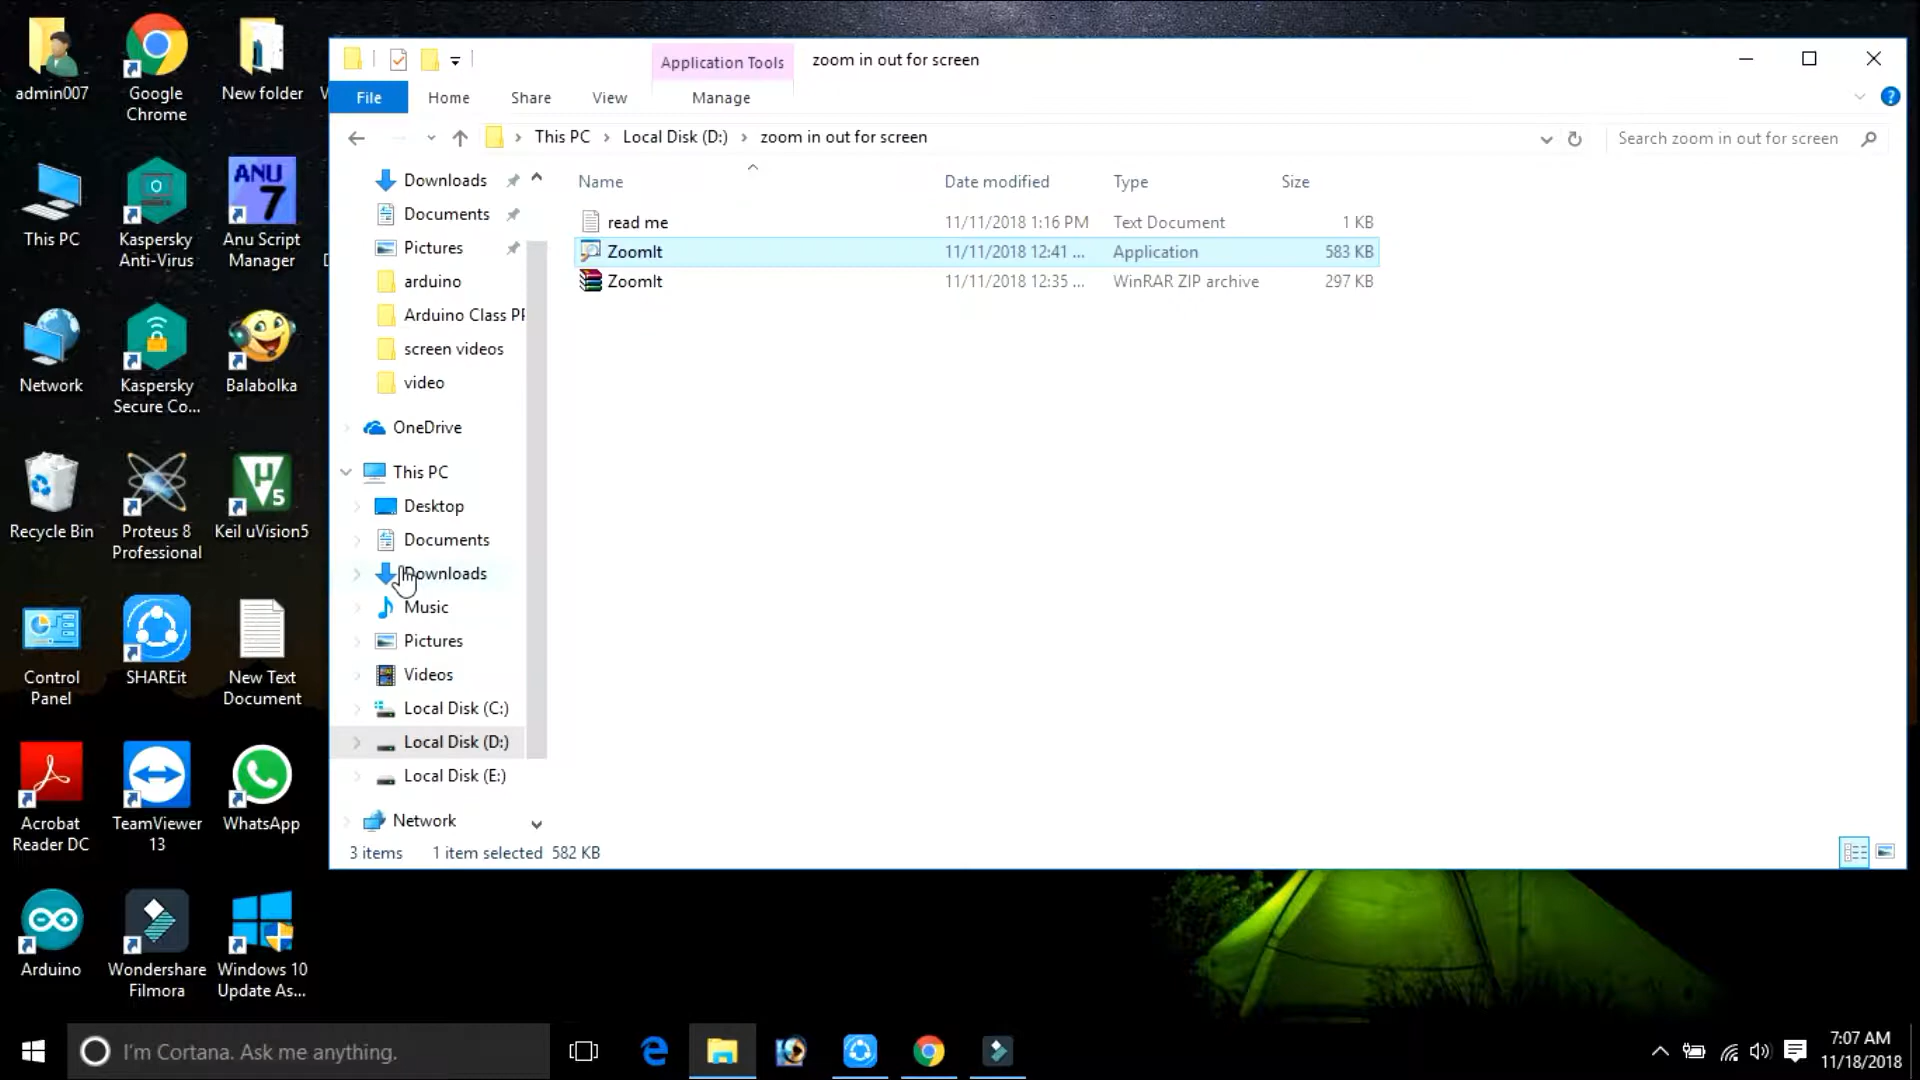 admin007
Google
Chrome
New folder
This PC
Kaspersky
Anti-Virus
ANU
7
Anu Script
Manager
Network
Kaspersky
Secure Co...
Balabolka
Recycle Bin
Proteus 8
Professional
Keil uVision5
Control
Panel
SHAREit
New Text
Document
Acrobat
Reader DC
TeamViewer
13
WhatsApp
Arduino
Wondershare
Filmora
Windows 10
Update As...
Application Tools
zoom in out for screen
File
Home
Share
View
Manage
This PC
Local Disk (D:)
zoom in out for screen
Search zoom in out for screen
Downloads
Documents
Pictures
arduino
Arduino Class PF
screen videos
video
OneDrive
This PC
Desktop
Documents
Downloads
Music
Pictures
Videos
Local Disk (C:)
Local Disk (D:)
Local Disk (E:)
Network
Name Date modified Type Size
read me 11/11/2018 1:16 PM Text Document 1 KB
ZoomIt 11/11/2018 12:41 ... Application 583 KB
ZoomIt 11/11/2018 12:35 ... WinRAR ZIP archive 297 KB
3 items 1 item selected 582 KB
I'm Cortana. Ask me anything.
7:07 AM
11/18/2018